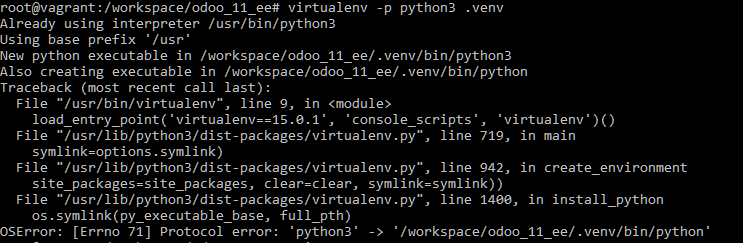 root@vagrant:/workspace/odoo_11_ee# virtualenv -p python3 .venv
Already using interpreter /usr/bin/python3
Using base prefix '/usr'
New python executable in /workspace/odoo_11_ee/.venv/bin/python3
Also creating executable in /workspace/odoo_11_ee/.venv/bin/python
Traceback (most recent call last):
  File "/usr/bin/virtualenv", line 9, in <module>
    load_entry_point('virtualenv==15.0.1', 'console_scripts', 'virtualenv')()
  File "/usr/lib/python3/dist-packages/virtualenv.py", line 719, in main
    symlink=options.symlink)
  File "/usr/lib/python3/dist-packages/virtualenv.py", line 942, in create_environment
    site_packages=site_packages, clear=clear, symlink=symlink))
  File "/usr/lib/python3/dist-packages/virtualenv.py", line 1400, in install_python
    os.symlink(py_executable_base, full_pth)
OSError: [Errno 71] Protocol error: 'python3' -> '/workspace/odoo_11_ee/.venv/bin/python'